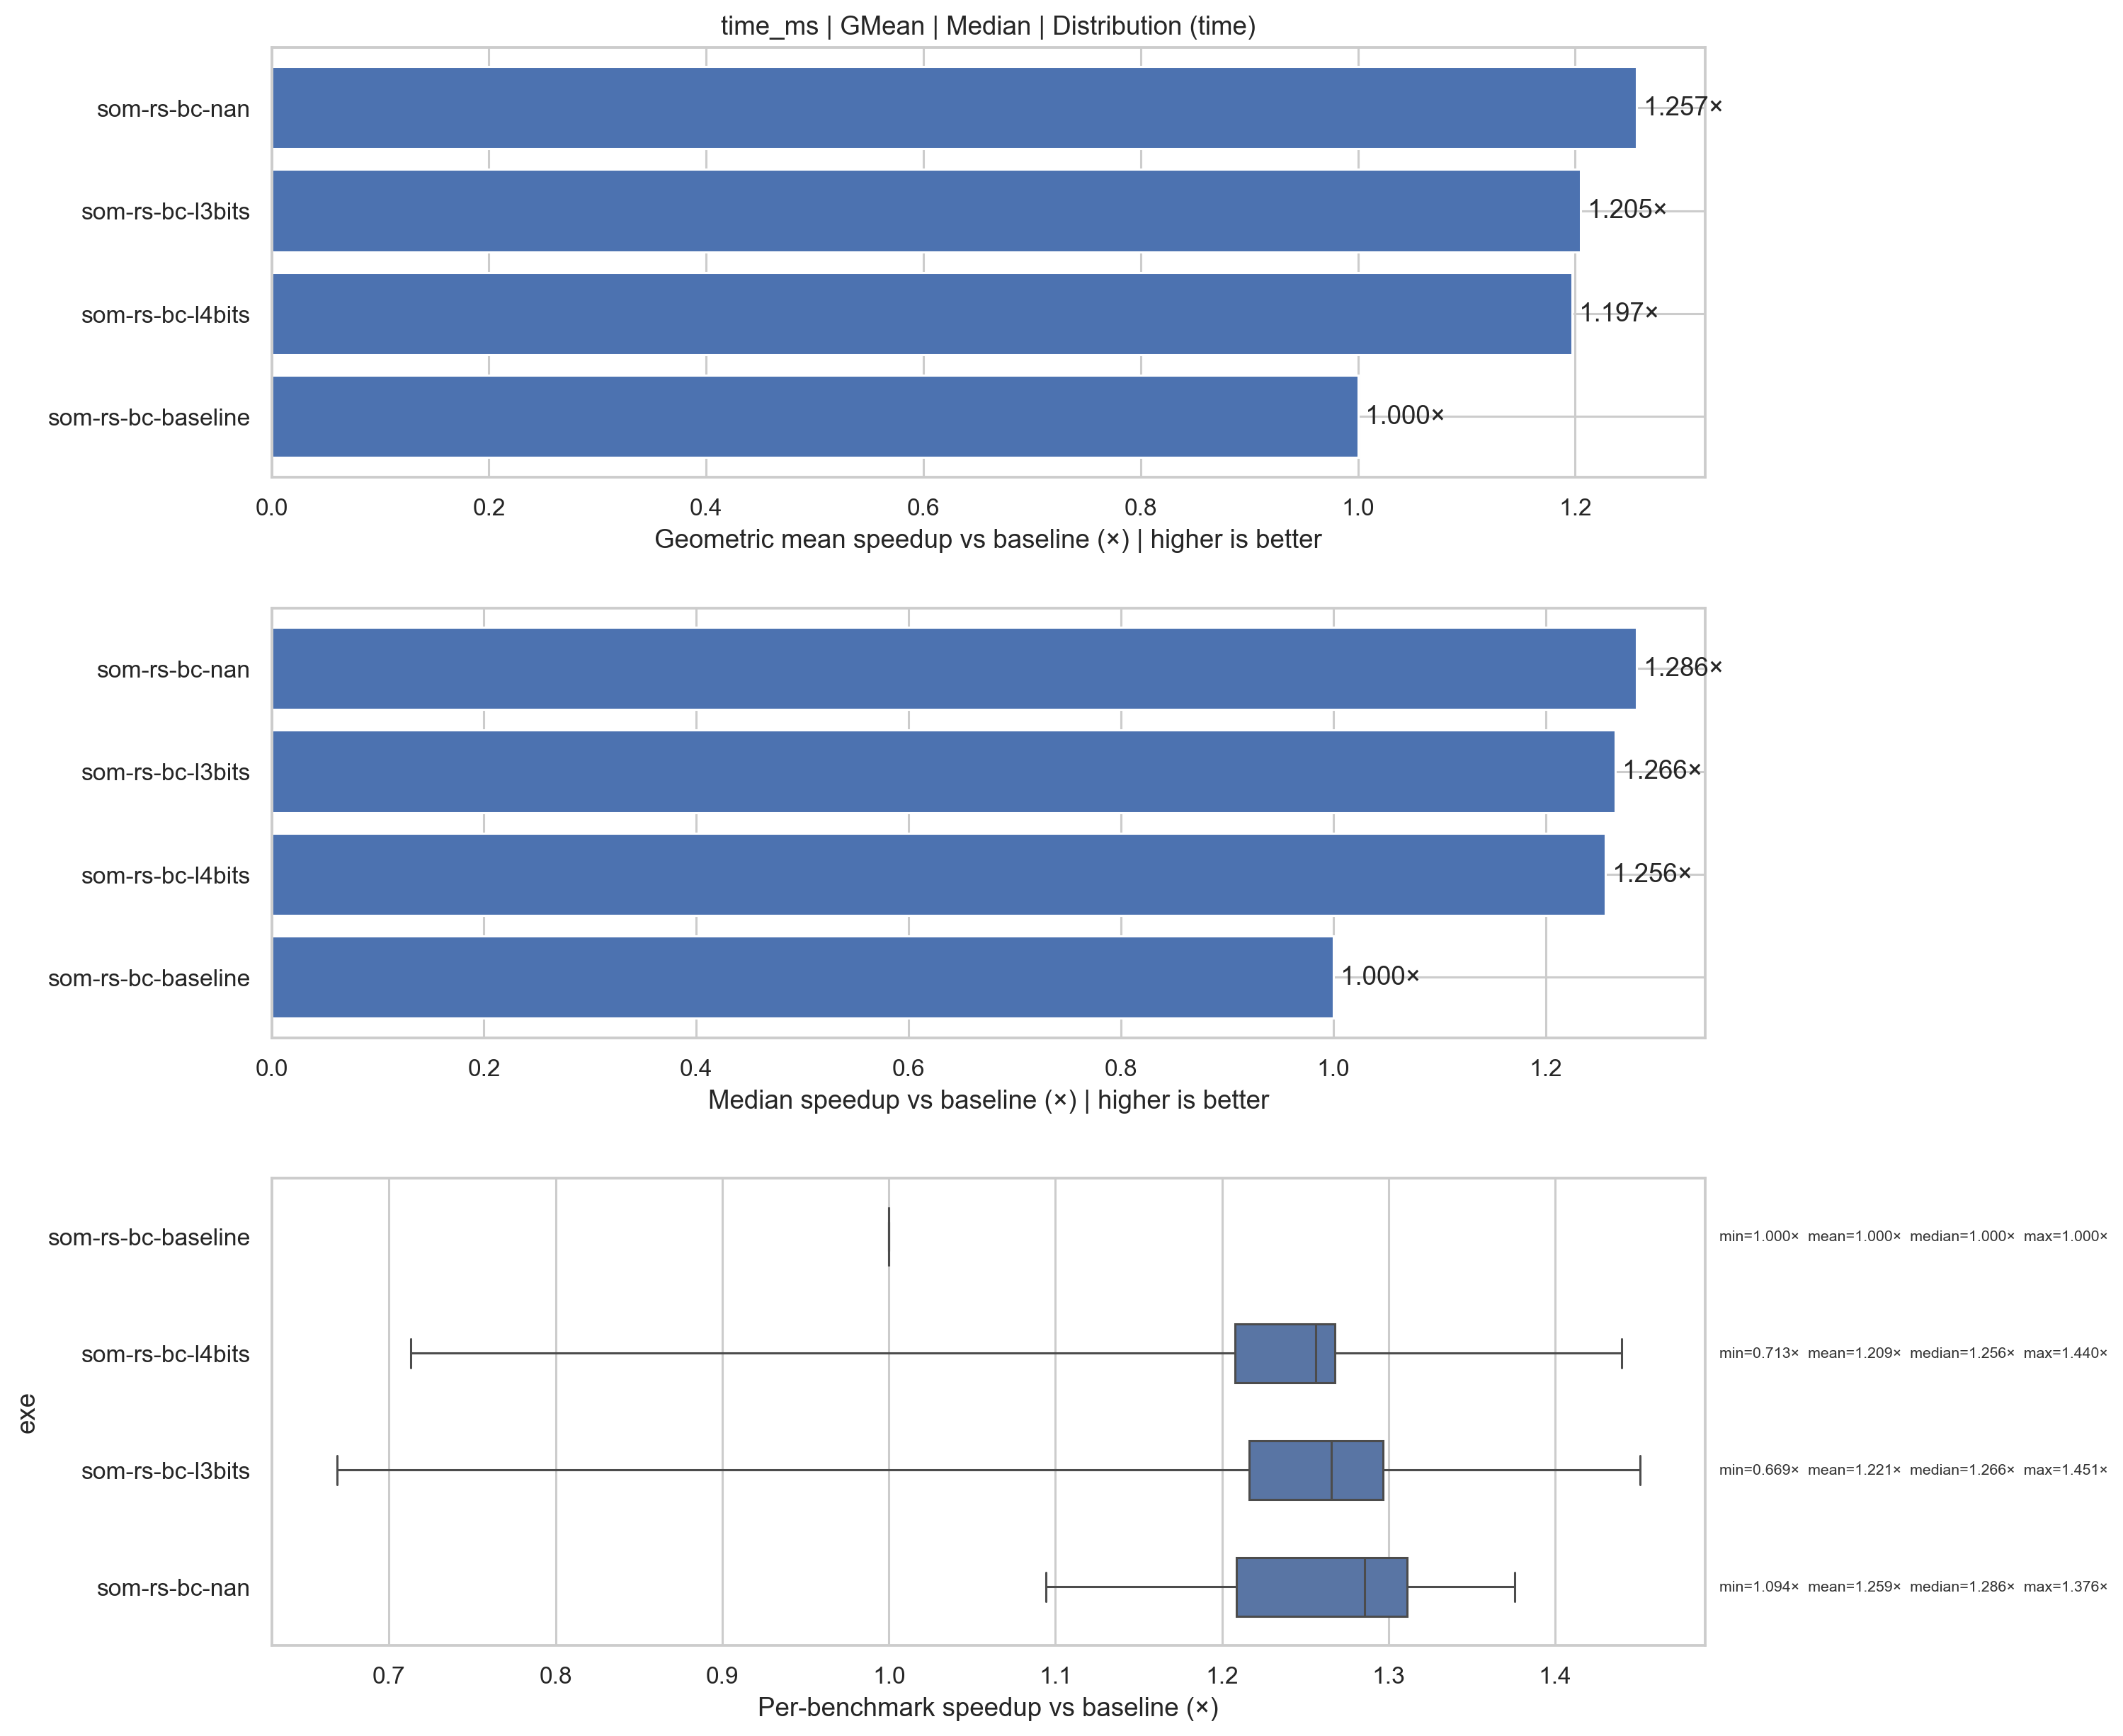 time_ms | GMean | Median | Distribution (time)
som-rs-bc-nan
1.257×
som-rs-bc-l3bits
1.205×
som-rs-bc-l4bits
1.197×
som-rs-bc-baseline
1.000×
0.0 0.2 0.4 0.6 0.8 1.0 1.2
Geometric mean speedup vs baseline (×) | higher is better
som-rs-bc-nan
1.286×
som-rs-bc-l3bits
1.266×
som-rs-bc-l4bits
1.256×
som-rs-bc-baseline
1.000×
0.0 0.2 0.4 0.6 0.8 1.0 1.2
Median speedup vs baseline (×) | higher is better
exe
som-rs-bc-baseline
min=1.000× mean=1.000× median=1.000× max=1.000×
som-rs-bc-l4bits
min=0.713× mean=1.209× median=1.256× max=1.440×
som-rs-bc-l3bits
min=0.669× mean=1.221× median=1.266× max=1.451×
som-rs-bc-nan
min=1.094× mean=1.259× median=1.286× max=1.376×
0.7 0.8 0.9 1.0 1.1 1.2 1.3 1.4
Per-benchmark speedup vs baseline (×)